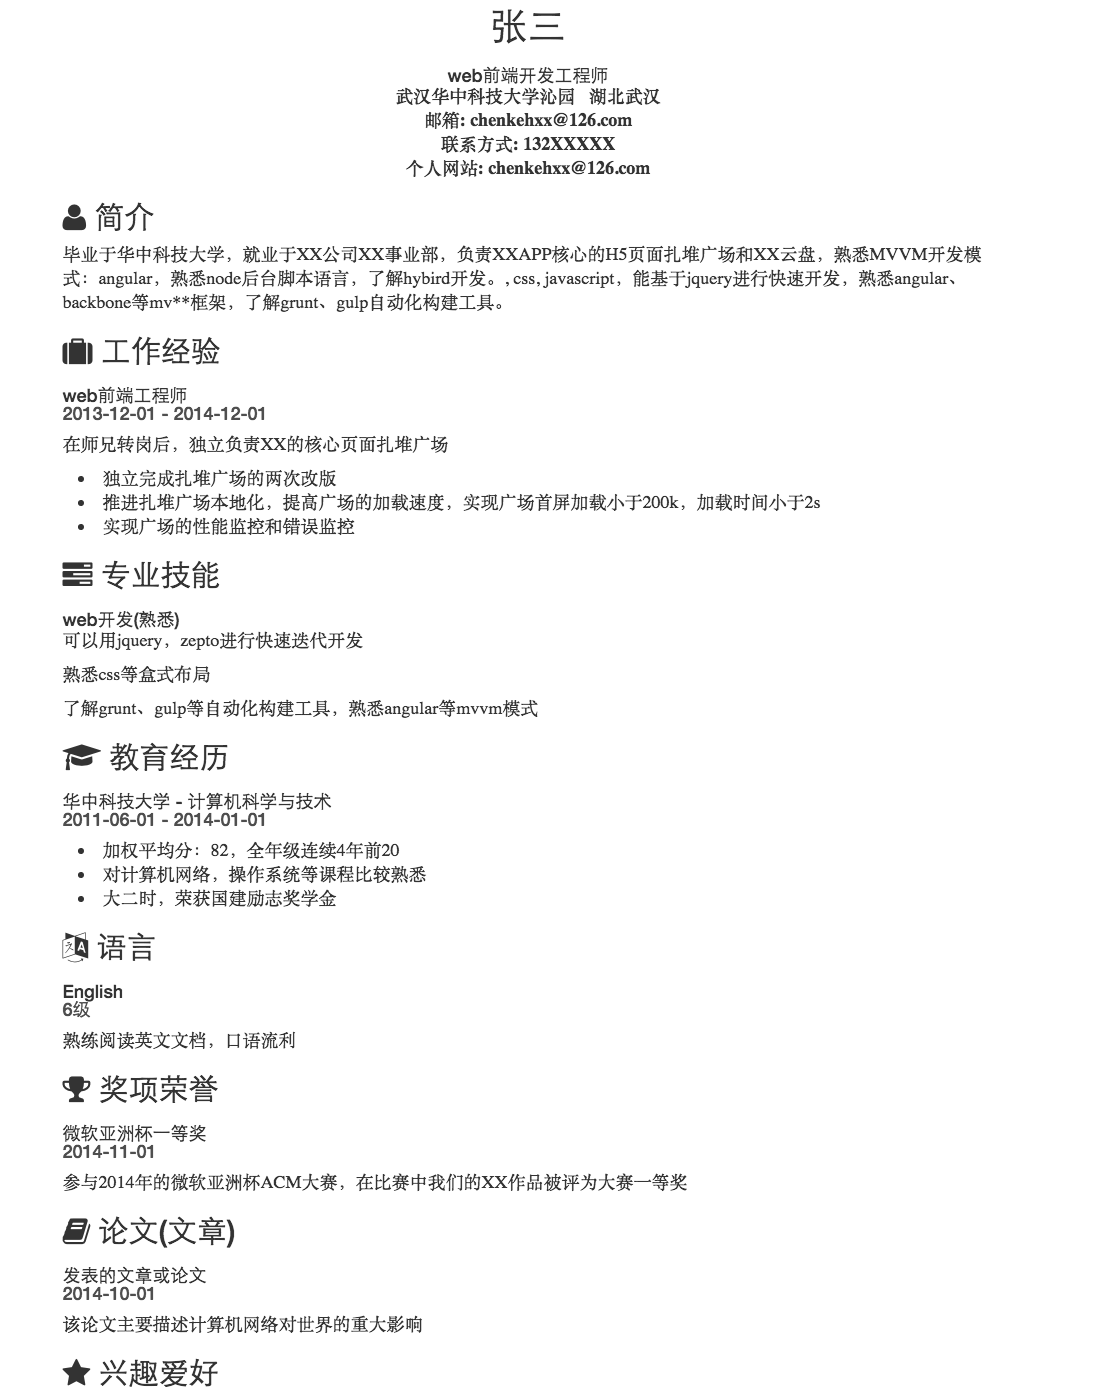 张三
web前端开发工程师
武汉华中科技大学沁园 湖北武汉
邮箱: chenkehxx@126.com
联系方式: 132XXXXX
个人网站: chenkehxx@126.com
简介
毕业于华中科技大学，就业于XX公司XX事业部，负责XXAPP核心的H5页面扎堆广场和XX云盘，熟悉MVVM开发模
式：angular，熟悉node后台脚本语言，了解hybird开发。, css, javascript，能基于jquery进行快速开发，熟悉angular、
backbone等mv**框架，了解grunt、gulp自动化构建工具。
工作经验
web前端工程师
2013-12-01 - 2014-12-01
在师兄转岗后，独立负责XX的核心页面扎堆广场
• 独立完成扎堆广场的两次改版
• 推进扎堆广场本地化，提高广场的加载速度，实现广场首屏加载小于200k，加载时间小于2s
• 实现广场的性能监控和错误监控
专业技能
web开发(熟悉)
可以用jquery，zepto进行快速迭代开发
熟悉css等盒式布局
了解grunt、gulp等自动化构建工具，熟悉angular等mvvm模式
教育经历
华中科技大学 - 计算机科学与技术
2011-06-01 - 2014-01-01
• 加权平均分：82，全年级连续4年前20
• 对计算机网络，操作系统等课程比较熟悉
• 大二时，荣获国建励志奖学金
语言
English
6级
熟练阅读英文文档，口语流利
奖项荣誉
微软亚洲杯一等奖
2014-11-01
参与2014年的微软亚洲杯ACM大赛，在比赛中我们的XX作品被评为大赛一等奖
论文(文章)
发表的文章或论文
2014-10-01
该论文主要描述计算机网络对世界的重大影响
兴趣爱好